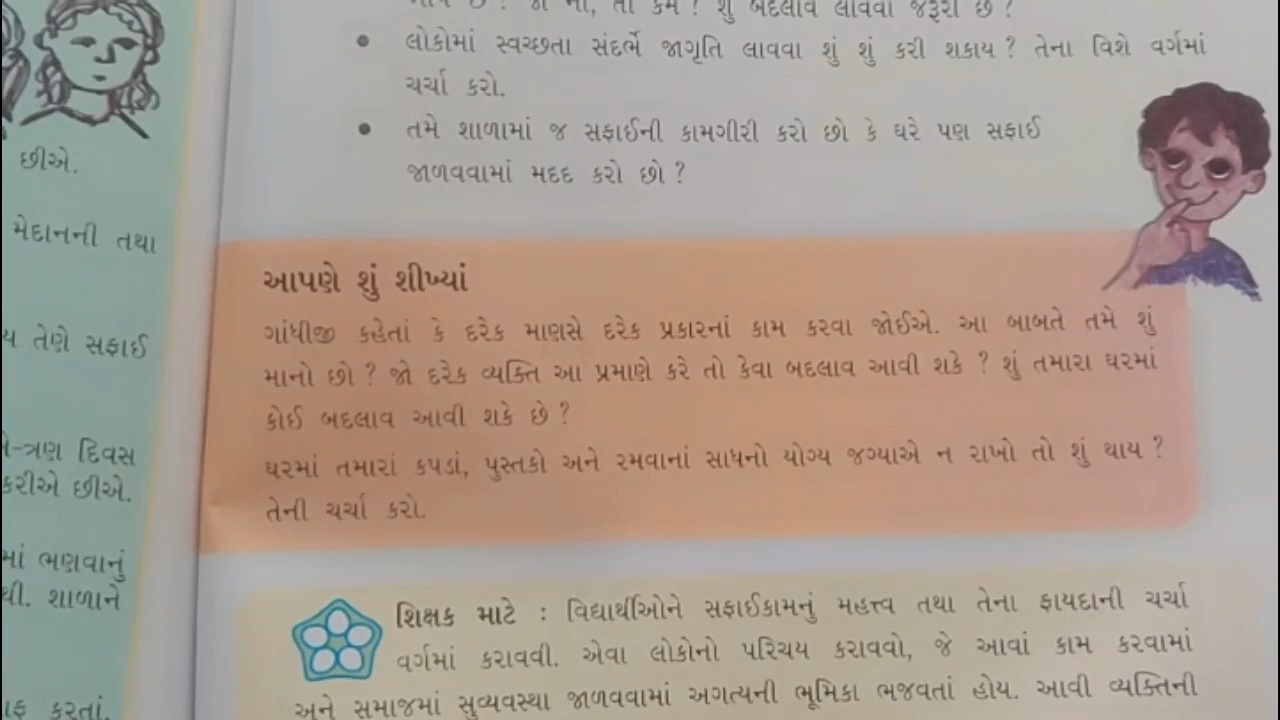 છીએ.
મેદાનની તથા
તેણે સફાઈ
દિવસ
કરીએ છીએ.
ભણવાનું
શાળાને
કરતાં.
શું બદલાવ લાવવા જરૂરી છે ?
• લોકોમાં સ્વચ્છતા સંદર્ભે જાગૃતિ લાવવા શું શું કરી શકાય ? તેના વિશે વર્ગમાં
ચર્ચા કરો.
• તમે શાળામાં જ સફાઈની કામગીરી કરો છો કે ઘરે પણ સફાઈ
જાળવવામાં મદદ કરો છો ?
આપણે શું શીખ્યાં
ગાંધીજી કહેતાં કે દરેક માણસે દરેક પ્રકારનાં કામ કરવા જોઈએ. આ બાબતે તમે શું
માનો છો ? જો દરેક વ્યક્તિ આ પ્રમાણે કરે તો કેવા બદલાવ આવી શકે ? શું તમારા ઘરમાં
કોઈ બદલાવ આવી શકે છે ?
ઘરમાં તમારાં કપડાં, પુસ્તકો અને રમવાનાં સાધનો યોગ્ય જગ્યાએ ન રાખો તો શું થાય ?
તેની ચર્ચા કરો.
શિક્ષક માટે : વિદ્યાર્થીઓને સફાઈકામનું મહત્ત્વ તથા તેના ફાયદાની ચર્ચા
વર્ગમાં કરાવવી. એવા લોકોનો પરિચય કરાવવો, જે આવાં કામ કરવામાં
અને સમાજમાં સુવ્યવસ્થા જાળવવામાં અગત્યની ભૂમિકા ભજવતાં હોય. આવી વ્યક્તિની